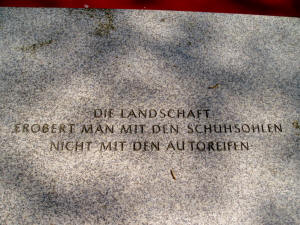 DIE LANDSCHAFT
EROBERT MAN MIT DEN SCHUHSOHLEN
NICHT MIT DEN AUTOREIFEN